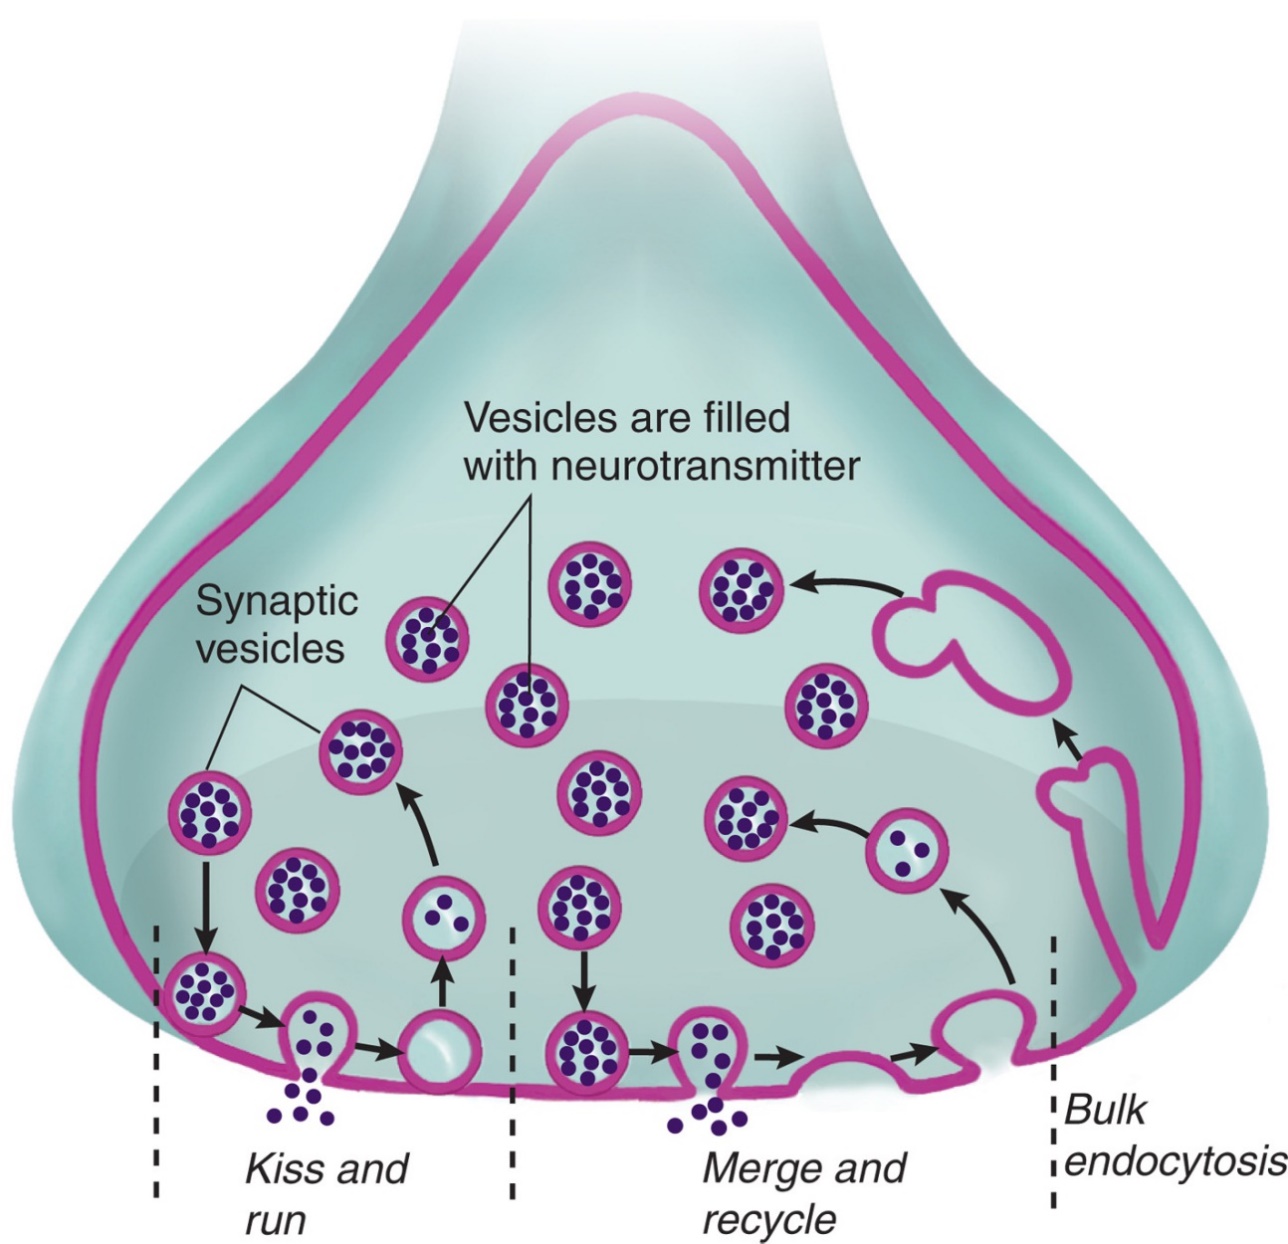 Vesicles are filled
with neurotransmitter
Synaptic
vesicles
Kiss and
run
Merge and
recycle
Bulk
endocytosis